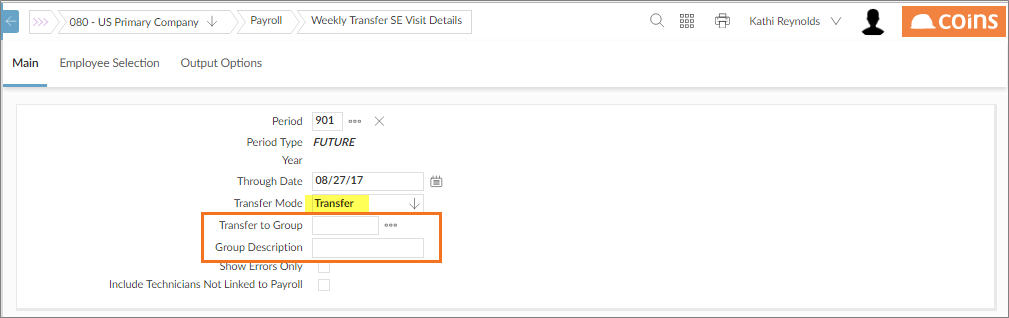 080 - US Primary Company Payroll Weekly Transfer SE Visit Details Kathi Reynolds coins
Main Employee Selection Output Options
Period 901
Period Type FUTURE
Year
Through Date 08/27/17
Transfer Mode Transfer
Transfer to Group
Group Description
Show Errors Only
Include Technicians Not Linked to Payroll